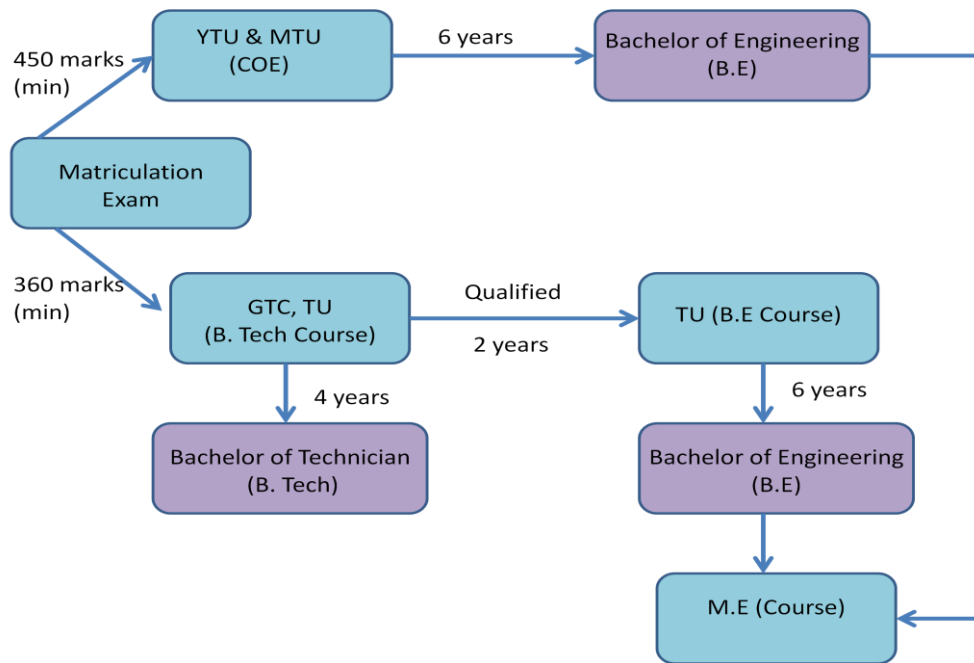 YTU & MTU
(COE)
6 years
Bachelor of Engineering
(B.E)
450 marks
(min)
Matriculation
Exam
360 marks
(min)
GTC, TU
(B. Tech Course)
Qualified
2 years
TU (B.E Course)
4 years
6 years
Bachelor of Technician
(B. Tech)
Bachelor of Engineering
(B.E)
M.E (Course)